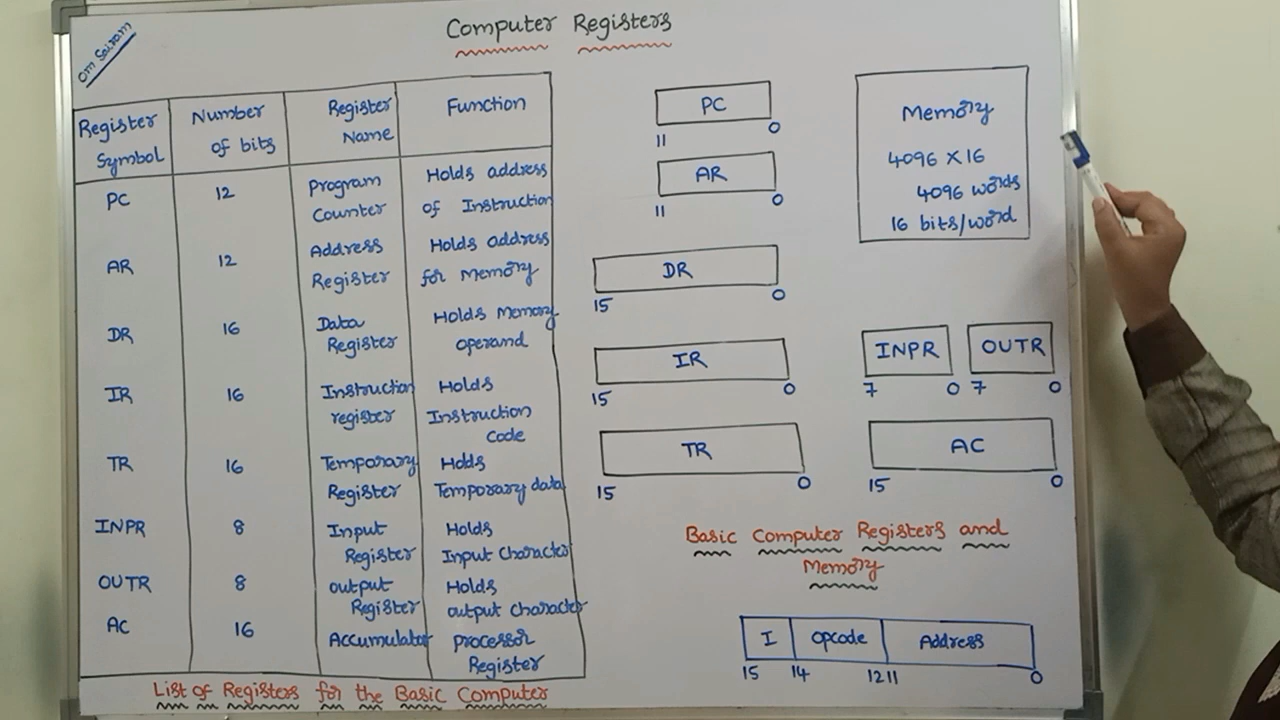 Om Sairam
Computer Registers
Register Symbol | Number of bits | Register Name | Function
PC | 12 | Program Counter | Holds address of Instruction
AR | 12 | Address Register | Holds address for Memory
DR | 16 | Data Register | Holds Memory operand
IR | 16 | Instruction register | Holds Instruction Code
TR | 16 | Temporary Register | Holds Temporary data
INPR | 8 | Input Register | Holds Input Character
OUTR | 8 | output Register | Holds output character
AC | 16 | Accumulator | processor Register
List of Registers for the Basic Computer
PC
11 0
AR
11 0
DR
15 0
IR
15 0
TR
15 0
Memory
4096 X 16
4096 words
16 bits/word
INPR OUTR
7 0 7 0
AC
15 0
Basic Computer Registers and
Memory
I opcode Address
15 14 12 11 0